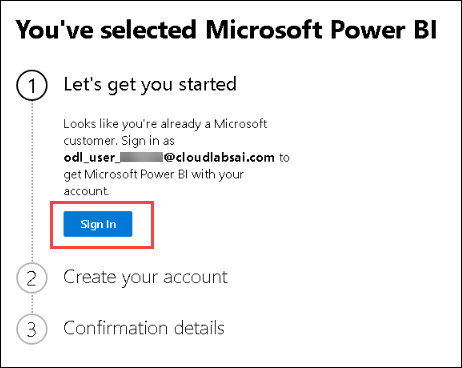 You've selected Microsoft Power BI
1
Let's get you started
Looks like you're already a Microsoft
customer. Sign in as
odl_user_ @cloudlabsai.com to
get Microsoft Power BI with your
account.
Sign In
2
Create your account
3
Confirmation details